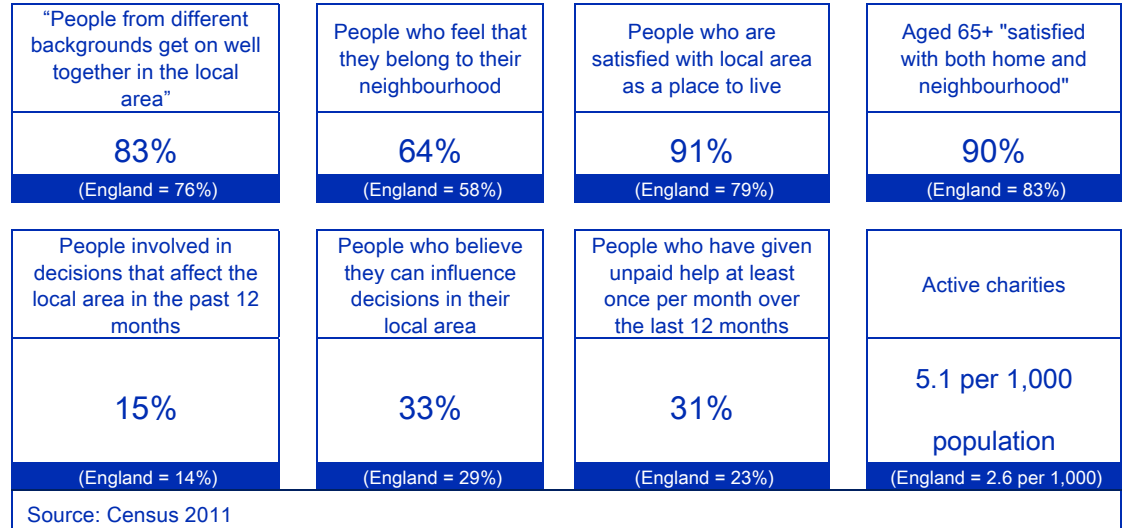 “People from different
backgrounds get on well
together in the local
area”
83%
(England = 76%)
People who feel that
they belong to their
neighbourhood
64%
(England = 58%)
People who are
satisfied with local area
as a place to live
91%
(England = 79%)
Aged 65+ "satisfied
with both home and
neighbourhood"
90%
(England = 83%)
People involved in
decisions that affect the
local area in the past 12
months
15%
(England = 14%)
People who believe
they can influence
decisions in their
local area
33%
(England = 29%)
People who have given
unpaid help at least
once per month over
the last 12 months
31%
(England = 23%)
Active charities
5.1 per 1,000
population
(England = 2.6 per 1,000)
Source: Census 2011